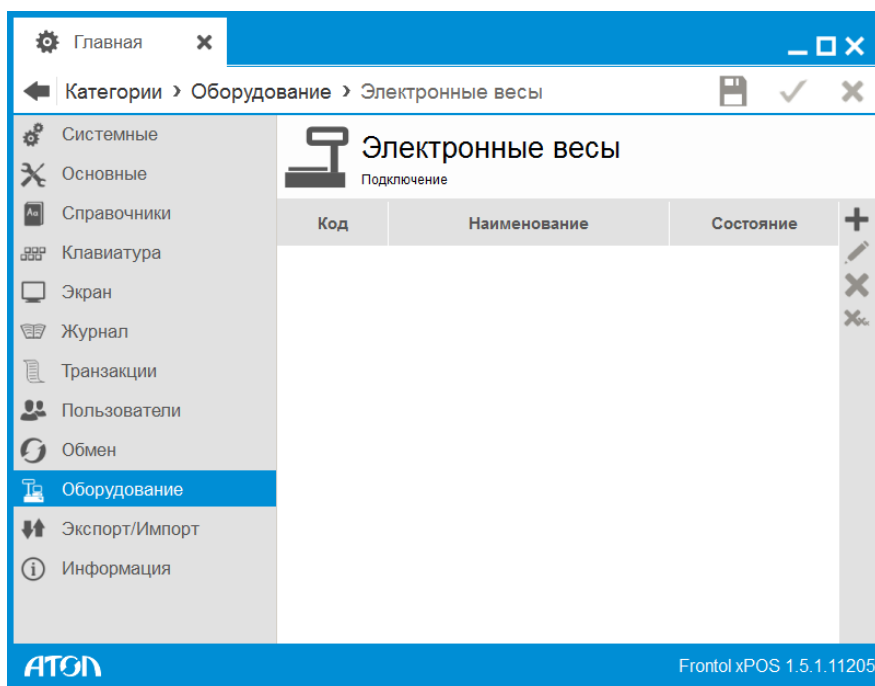 Главная
Категории › Оборудование › Электронные весы
Системные
Основные
Справочники
Клавиатура
Экран
Журнал
Транзакции
Пользователи
Обмен
Оборудование
Экспорт/Импорт
Информация
Электронные весы
Подключение
Код Наименование Состояние
АТОЛ
Frontol xPOS 1.5.1.11205